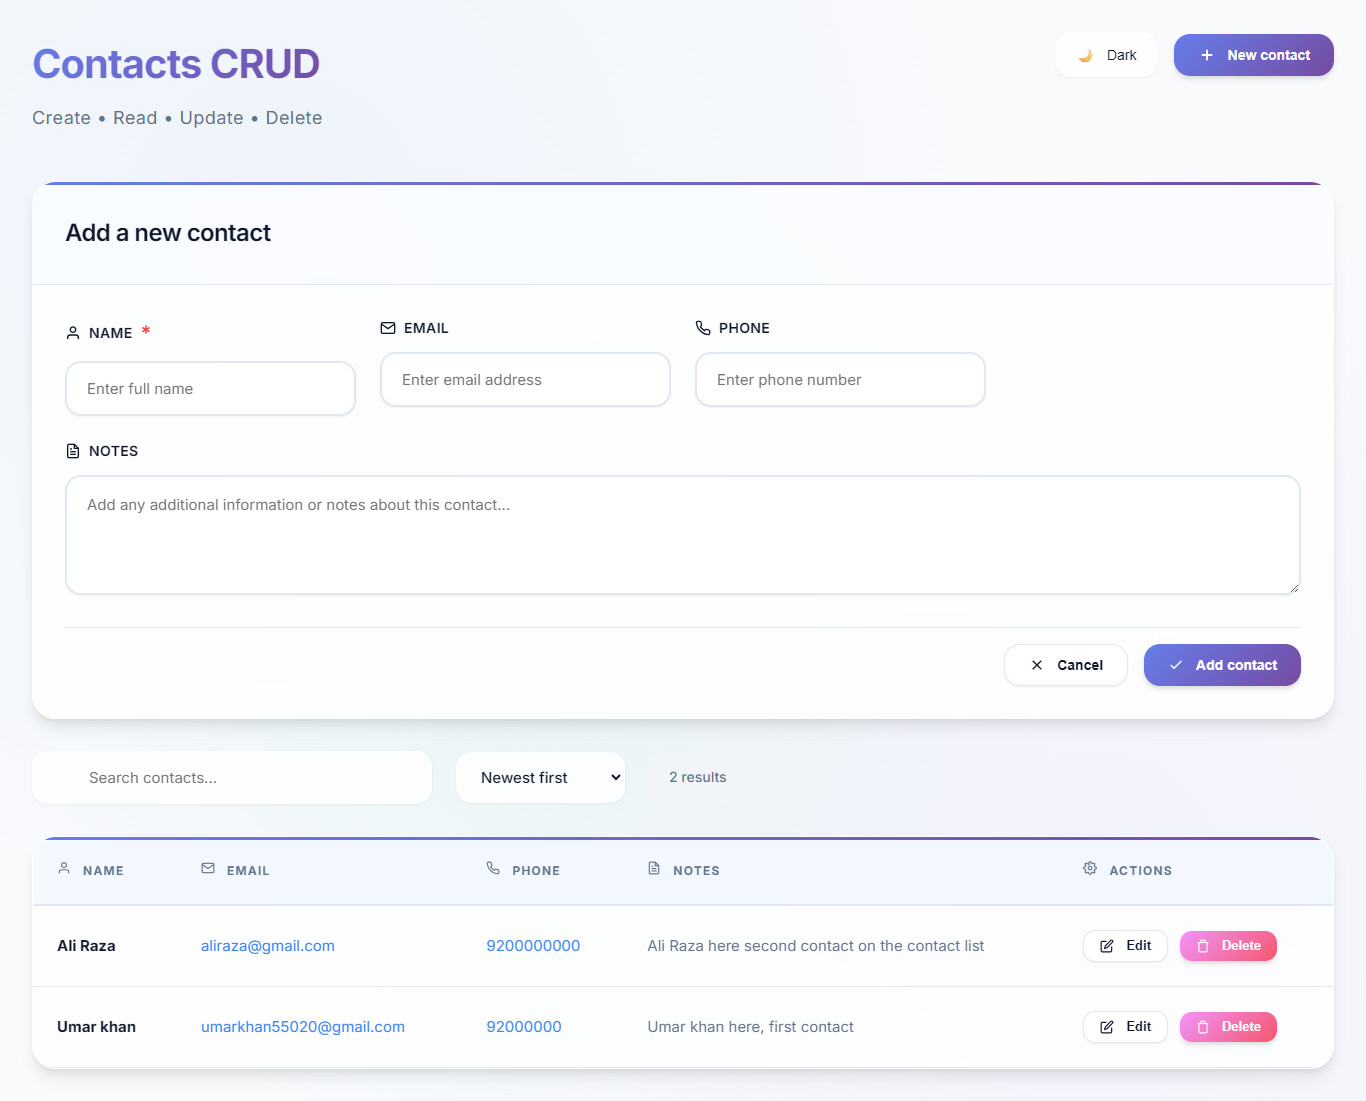 Contacts CRUD
Dark
New contact
Create • Read • Update • Delete
Add a new contact
NAME *
EMAIL
PHONE
Enter full name
Enter email address
Enter phone number
NOTES
Add any additional information or notes about this contact...
Cancel
Add contact
Search contacts...
Newest first
2 results
NAME EMAIL PHONE NOTES ACTIONS
Ali Raza aliraza@gmail.com 9200000000 Ali Raza here second contact on the contact list Edit Delete
Umar khan umarkhan55020@gmail.com 92000000 Umar khan here, first contact Edit Delete